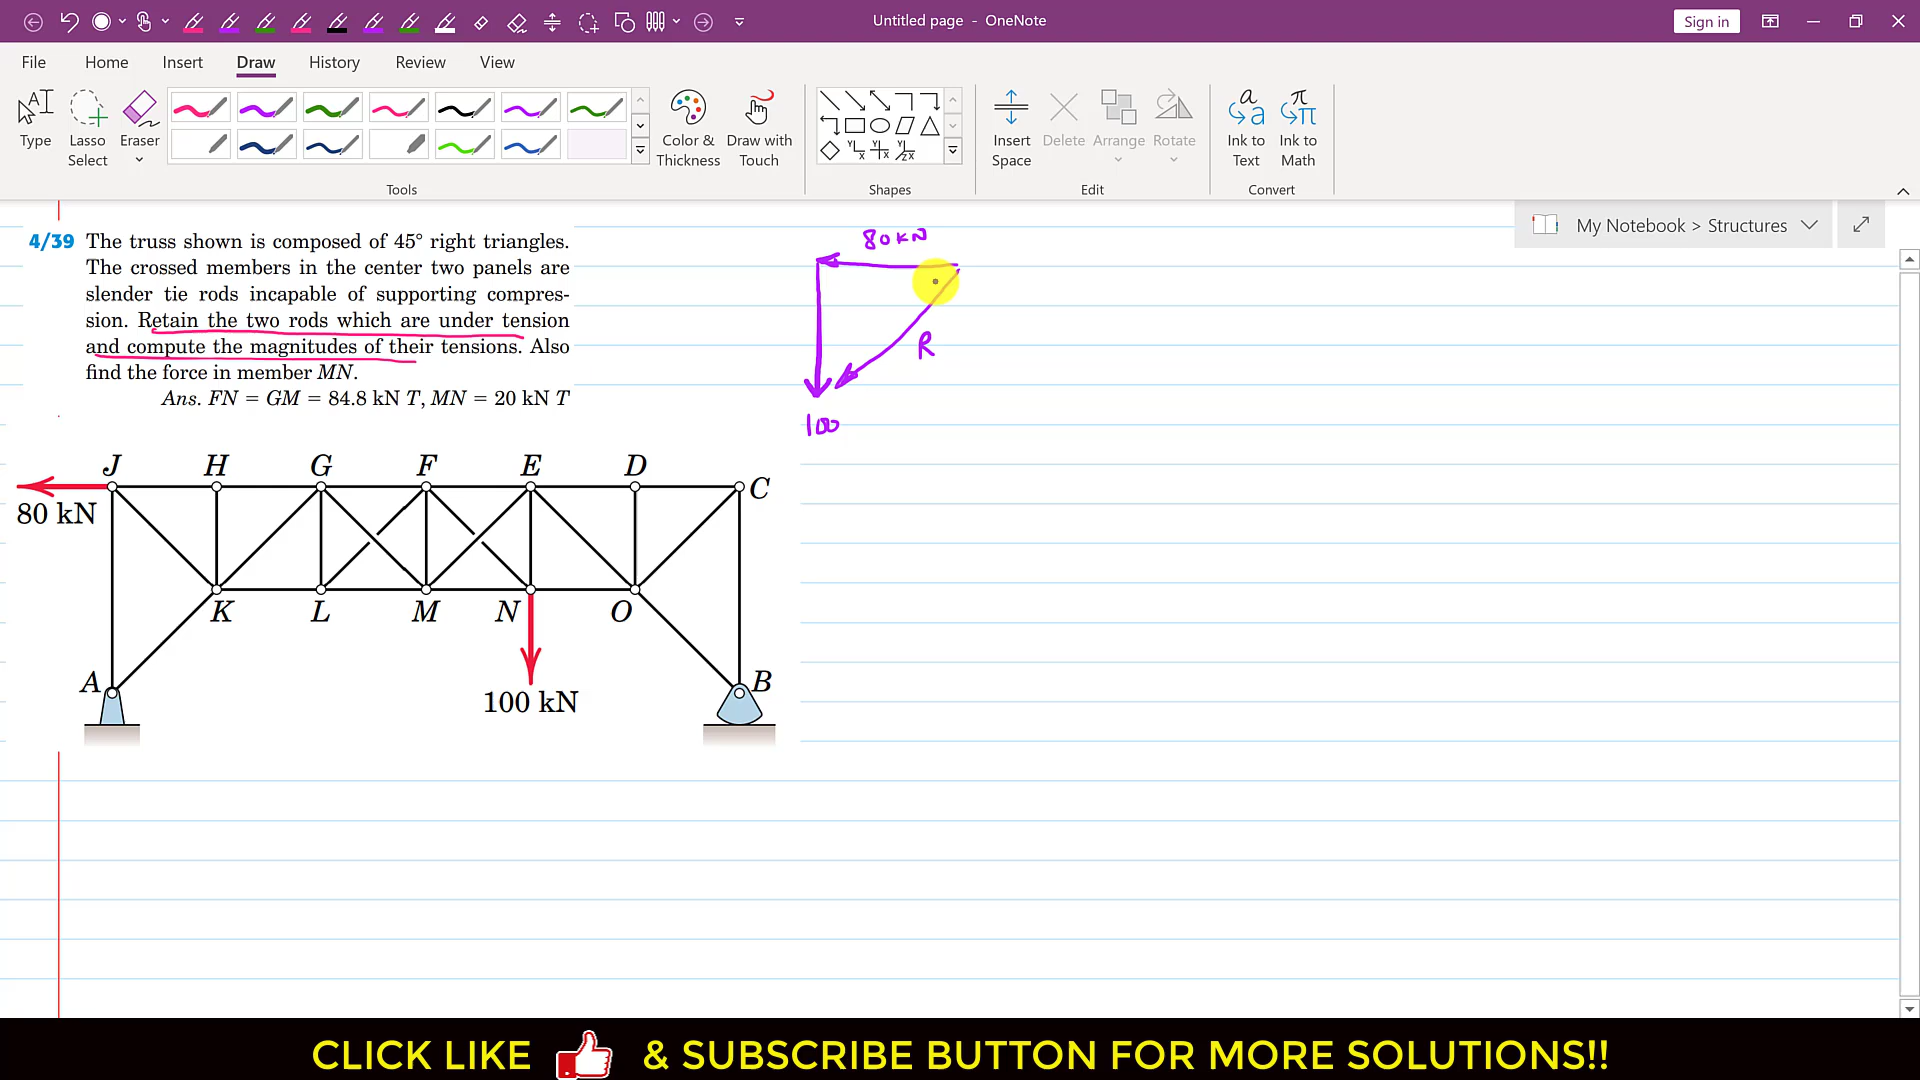 Untitled page - OneNote
Sign in
File Home Insert Draw History Review View
Type
Lasso Select
Eraser
Color & Thickness
Draw with Touch
Insert Space
Delete
Arrange
Rotate
Ink to Text
Ink to Math
Tools
Shapes
Edit
Convert
My Notebook > Structures
4/39 The truss shown is composed of 45° right triangles.
The crossed members in the center two panels are
slender tie rods incapable of supporting compres-
sion. Retain the two rods which are under tension
and compute the magnitudes of their tensions. Also
find the force in member MN.
Ans. FN = GM = 84.8 kN T, MN = 20 kN T
80 kN
R
100
J H G F E D C
80 kN
K L M N O
A B
100 kN
CLICK LIKE & SUBSCRIBE BUTTON FOR MORE SOLUTIONS!!